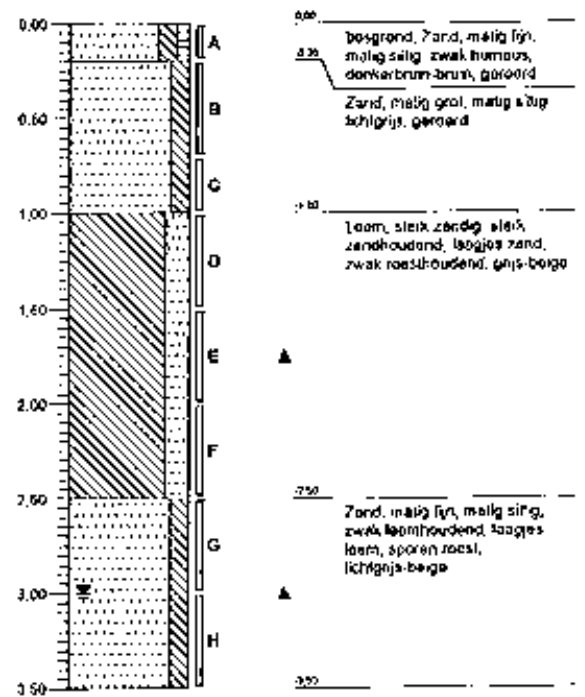 0.00
A
B
0.50
C
1.00
D
1.50
E
2.00
F
2.50
G
3.00
H
3.50
0.00
bosgrond, Zand, matig fijn,
matig siltig, zwak humous,
donkerbruin-bruin, geroerd
Zand, matig grof, matig siltig
lichtgrijs, geroerd
Leem, sterk zandig, sterk
zandhoudend, laagjes zand,
zwak roesthoudend, grijs-beige
Zand, matig fijn, matig siltig,
zwak leemhoudend, laagjes
leem, sporen roest,
lichtgrijs-beige